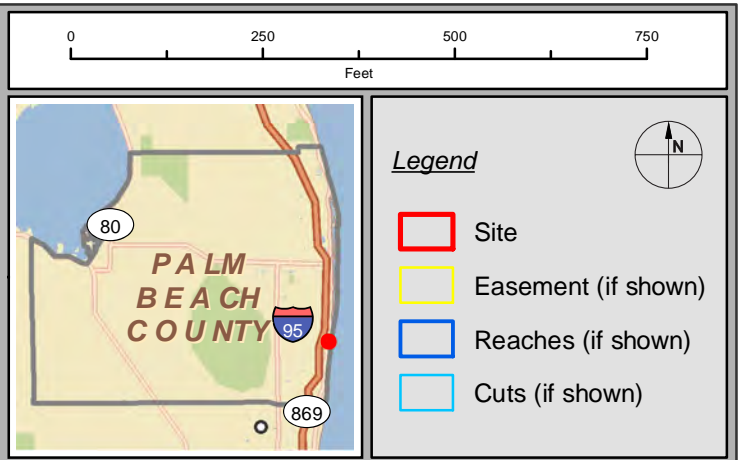 0 250 500 750
Feet
80
PALM
BEACH
COUNTY
95
869
Legend
N
Site
Easement (if shown)
Reaches (if shown)
Cuts (if shown)